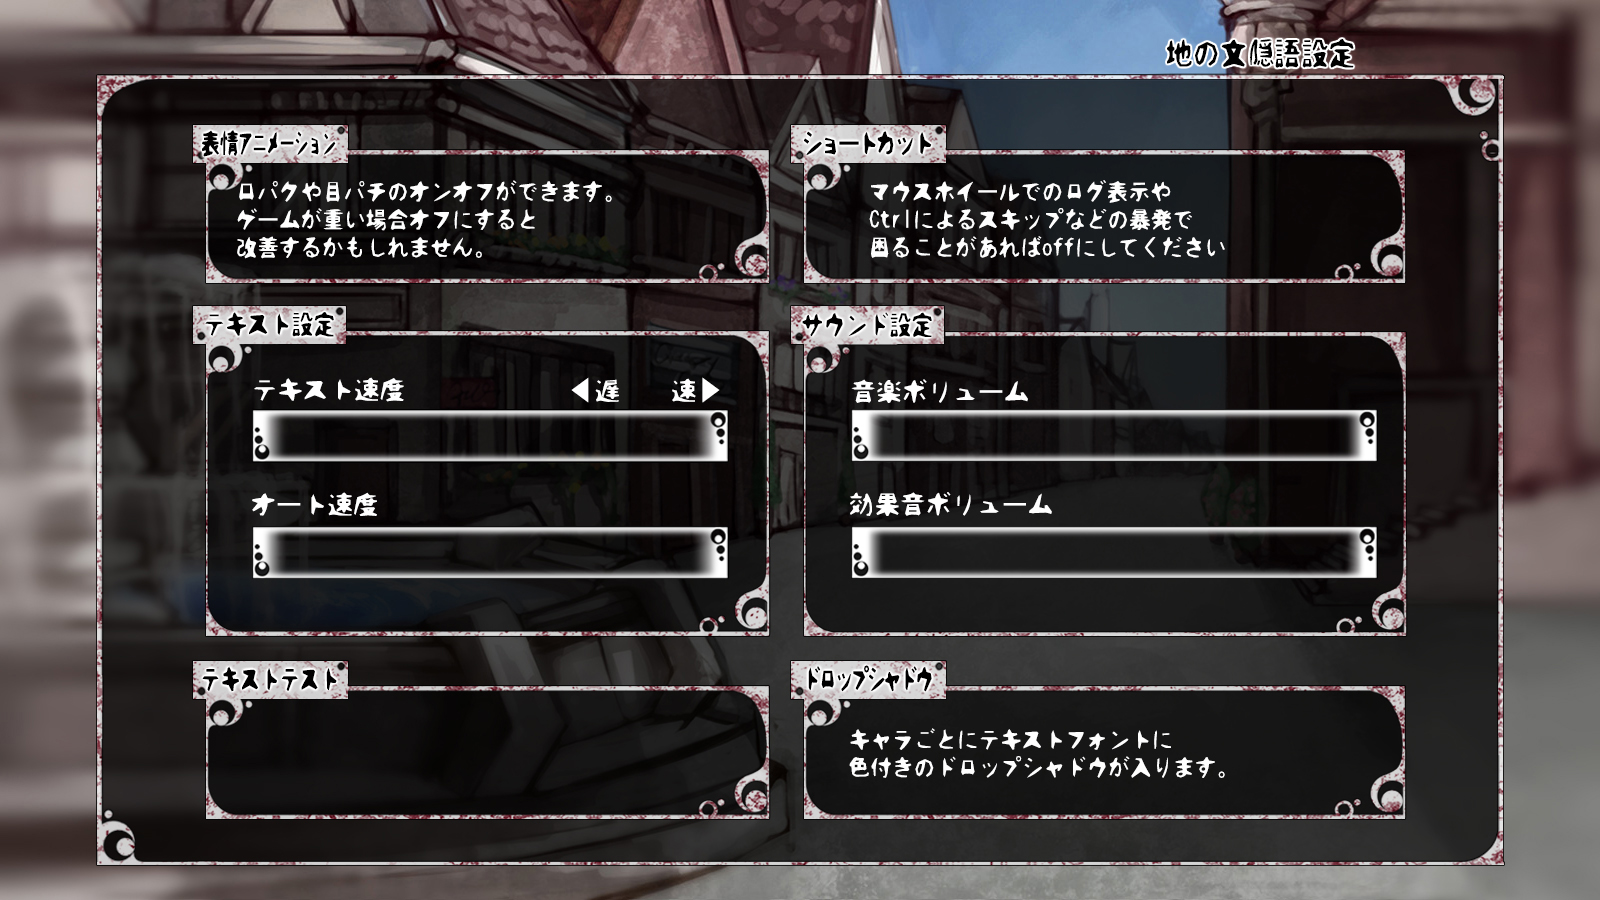 地の文隠語設定
表情アニメーション
口パクや目パチのオンオフができます。
ゲームが重い場合オフにすると
改善するかもしれません。
ショートカット
マウスホイールでのログ表示や
Ctrlによるスキップなどの暴発で
困ることがあればoffにしてください
テキスト設定
テキスト速度
◀遅 速▶
オート速度
サウンド設定
音楽ボリューム
効果音ボリューム
テキストテスト
ドロップシャドウ
キャラごとにテキストフォントに
色付きのドロップシャドウが入ります。